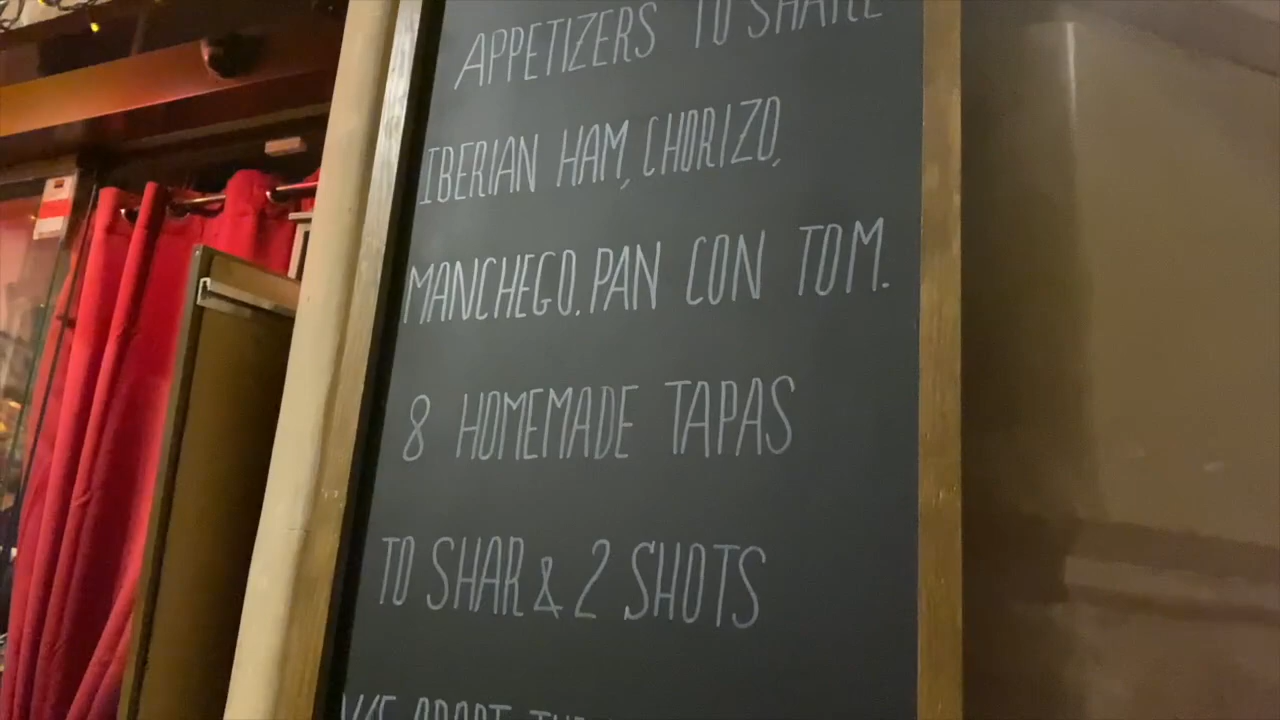 APPETIZERS TO SHARE
IBERIAN HAM, CHORIZO,
MANCHEGO. PAN CON TOM.
8 HOMEMADE TAPAS
TO SHAR & 2 SHOTS